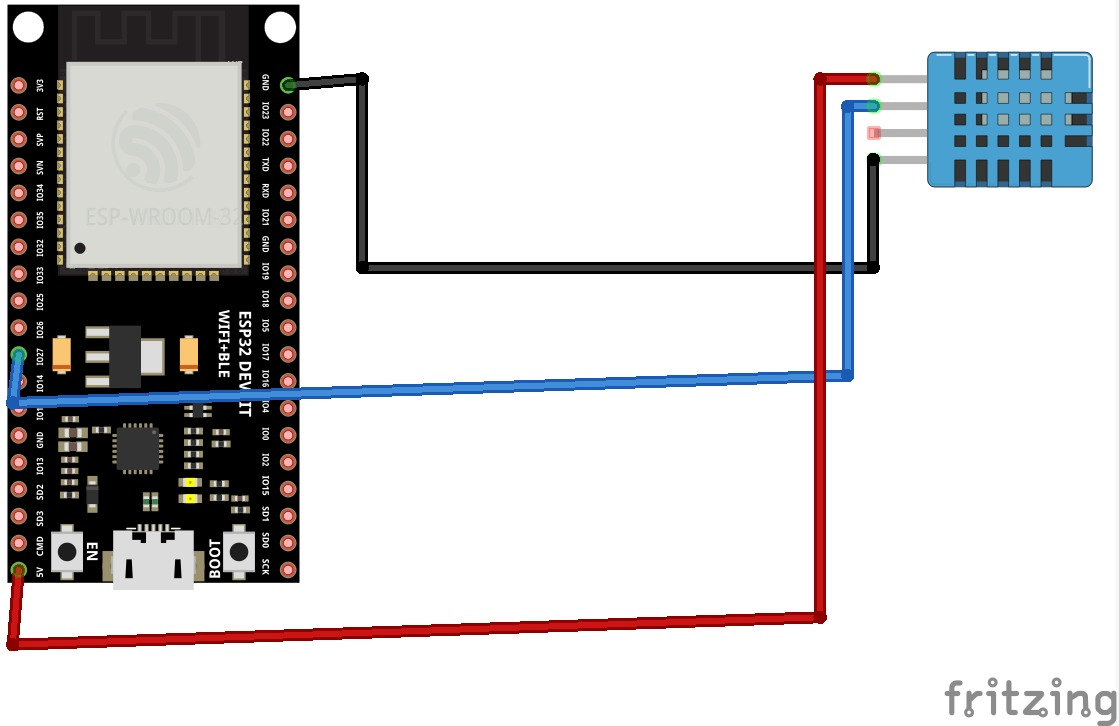 3V3
RST
SVP
SVN
IO34
IO35
IO32
IO33
IO25
IO26
IO27
IO14
GND
IO13
SD2
SD3
CMD
5V
ESP-WROOM-32
GND
IO23
IO22
TXD
RXD
IO21
GND
IO19
IO18
IO5
IO17
IO16
IO4
IO0
IO2
IO15
SD1
SD0
SCK
WIFI+BLE
EN
BOOT
fritzing